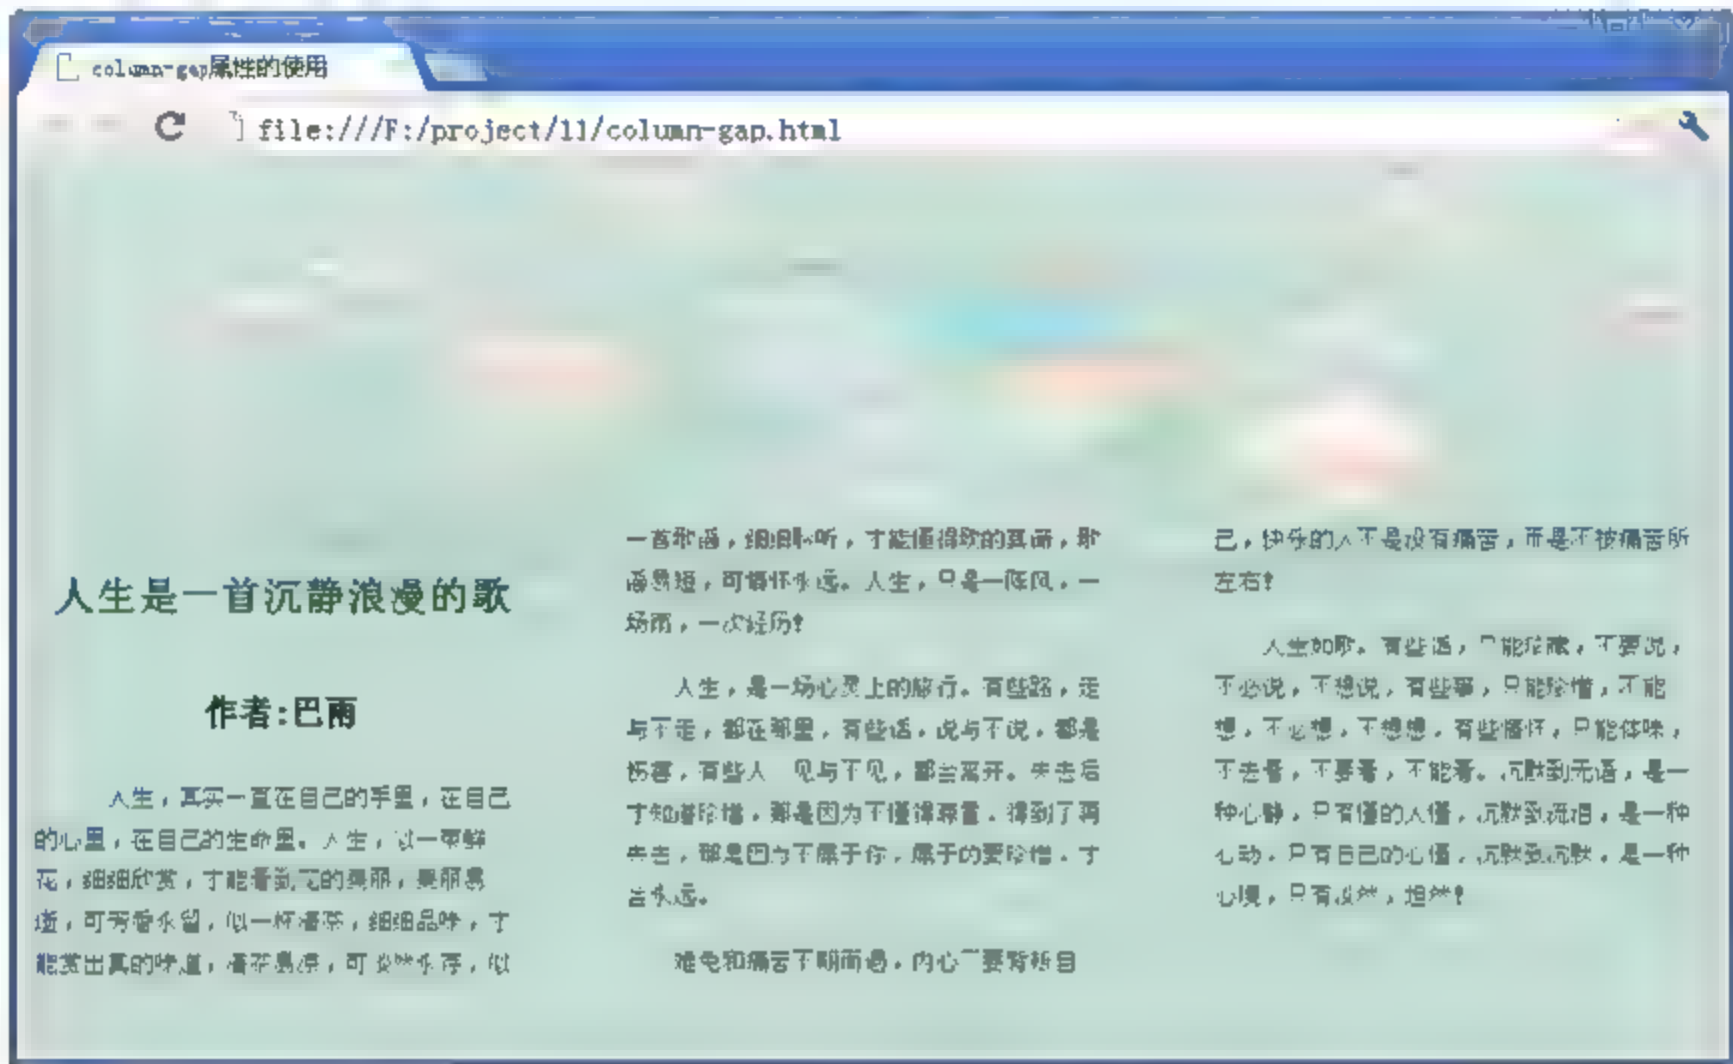 column-gap属性的使用
file:///F:/project/11/column-gap.html
人生是一首沉静浪漫的歌
作者:巴雨
人生，其实一直在自己的手里，在自己
的心里，在自己的生命里。人生，以一束鲜
花，细细欣赏，才能看到花的美丽，美丽易
逝，可芳香永留，似一杯清茶，细细品味，才
能赏出真的味道，清茶易凉，可余味永存，似
一首歌曲，细细聆听，才能懂得歌的真谛，歌
曲易短，可情怀永远。人生，只是一阵风，一
场雨，一次经历!
人生，是一场心灵上的旅行。有些路，走
与不走，都在那里，有些话，说与不说，都是
伤害，有些人 见与不见，都会离开。失去后
才知道珍惜，那是因为不懂得尊重，得到了再
失去，那是因为不属于你，属于的要珍惜，才
会永远。
难免和痛苦不期而遇，内心 要背叛自
己，快乐的人不是没有痛苦，而是不被痛苦所
左右!
人生如歌。有些话，只能珍藏，不要说，
不必说，不想说，有些事，只能珍惜，不能
想，不必想，不想想，有些情怀，只能体味，
不去看，不要看，不能看。沉默到无语，是一
种心静，只有懂的人懂，沉默到流泪，是一种
心动，只有自己的心懂，沉默到沉默，是一种
心境，只有淡然，坦然!